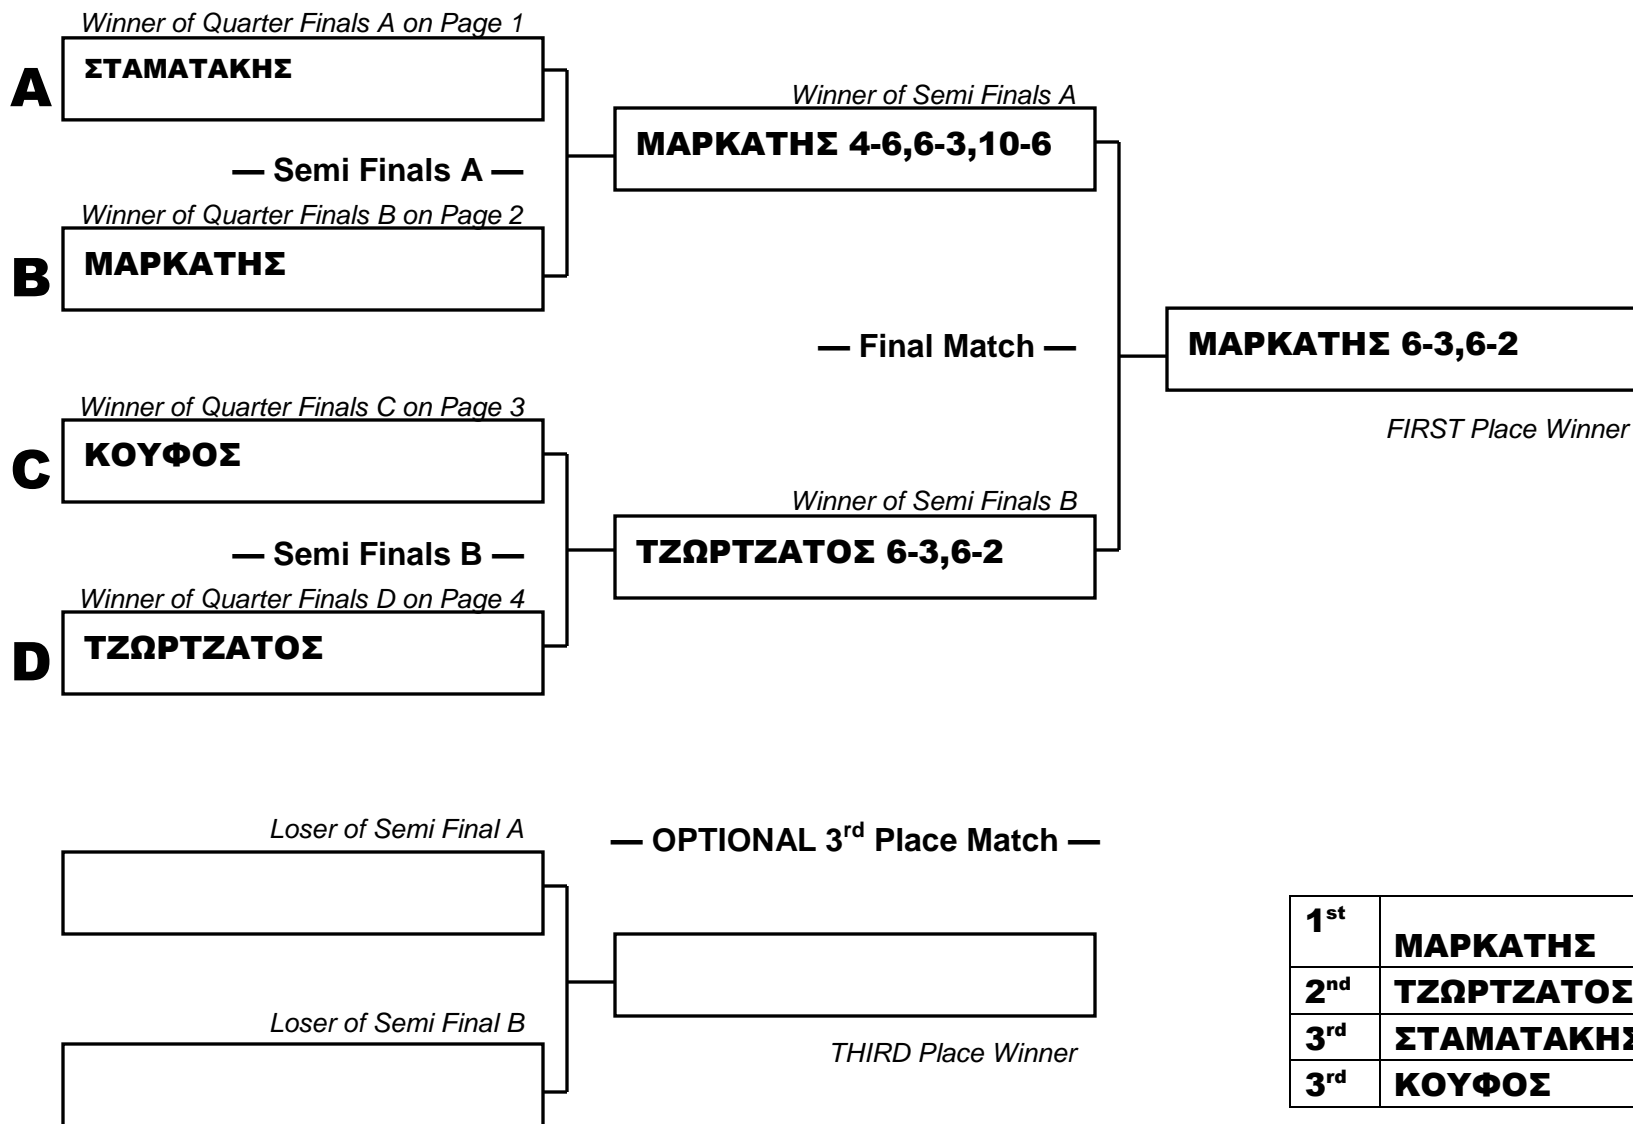 Winner of Quarter Finals A on Page 1
A ΣΤΑΜΑΤΑΚΗΣ
Winner of Semi Finals A
ΜΑΡΚΑΤΗΣ 4-6,6-3,10-6
— Semi Finals A —
Winner of Quarter Finals B on Page 2
B ΜΑΡΚΑΤΗΣ
— Final Match —
ΜΑΡΚΑΤΗΣ 6-3,6-2
FIRST Place Winner
Winner of Quarter Finals C on Page 3
C ΚΟΥΦΟΣ
Winner of Semi Finals B
ΤΖΩΡΤΖΑΤΟΣ 6-3,6-2
— Semi Finals B —
Winner of Quarter Finals D on Page 4
D ΤΖΩΡΤΖΑΤΟΣ
Loser of Semi Final A
— OPTIONAL 3rd Place Match —
Loser of Semi Final B
THIRD Place Winner
1st ΜΑΡΚΑΤΗΣ
2nd ΤΖΩΡΤΖΑΤΟΣ
3rd ΣΤΑΜΑΤΑΚΗΣ
3rd ΚΟΥΦΟΣ